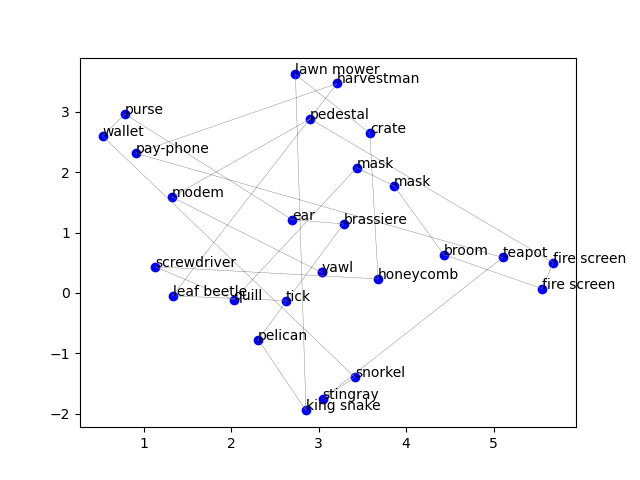 lawn mower
harvestman
purse
pedestal
crate
wallet
pay-phone
mask
mask
modem
ear
brassiere
broom
teapot
fire screen
screwdriver
yawl
honeycomb
fire screen
leaf beetle
quill
tick
pelican
snorkel
stingray
king snake
3
2
1
0
−1
−2
1
2
3
4
5